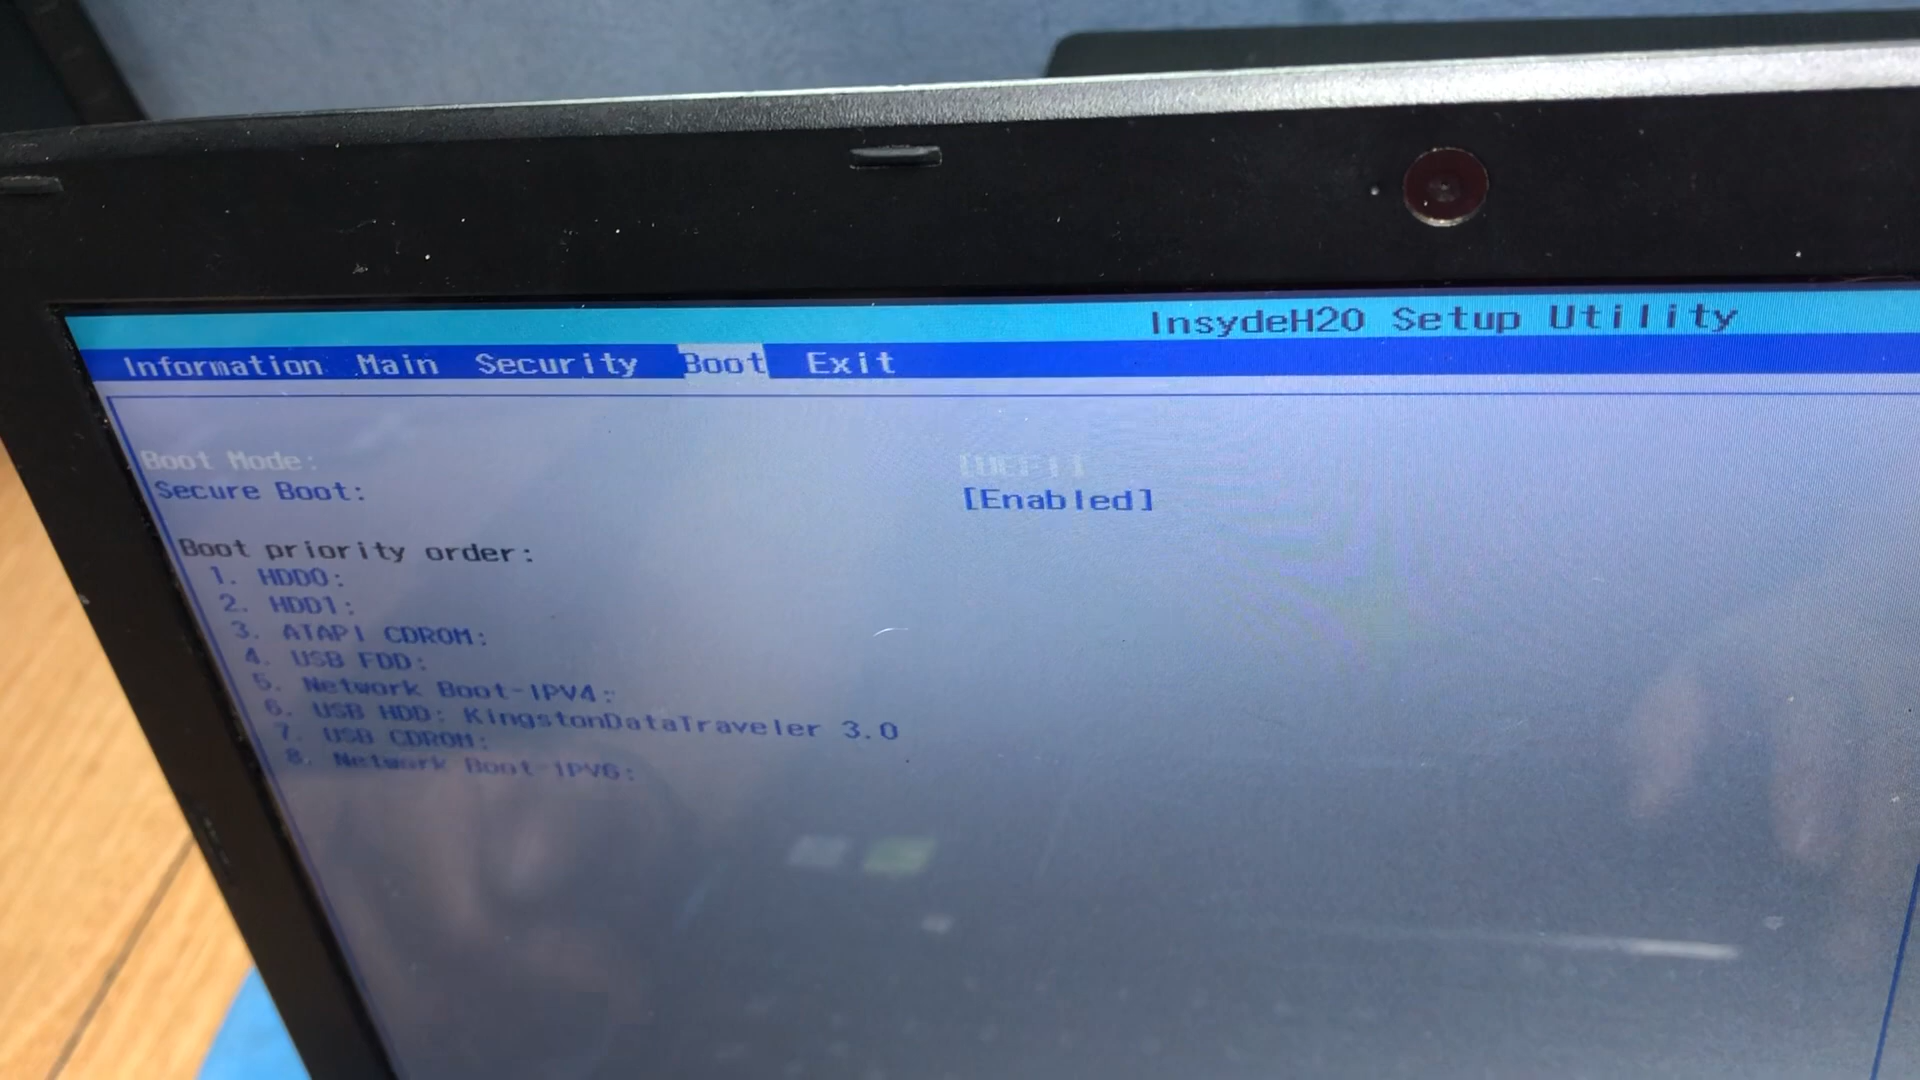 InsydeH20 Setup Utility
Information Main Security Boot Exit
Boot Mode: [UEFI]
Secure Boot: [Enabled]
Boot priority order:
1. HDD0:
2. HDD1:
3. ATAPI CDROM:
4. USB FDD:
5. Network Boot-IPV4:
6. USB HDD: KingstonDataTraveler 3.0
7. USB CDROM:
8. Network Boot-IPV6: